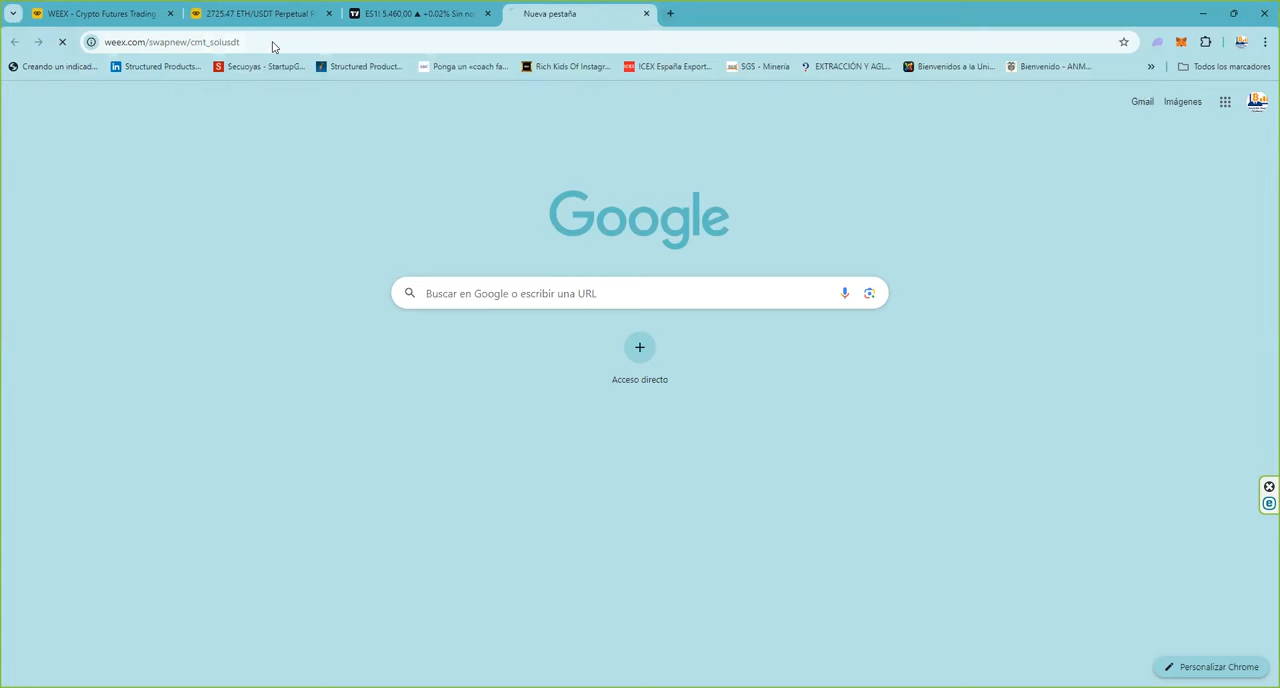 WEEX - Crypto Futures Trading
2725.47 ETH/USDT Perpetual F
ES1! 5.460,00 ▲ +0.02% Sin no
Nueva pestaña
weex.com/swapnew/cmt_solusdt
Creando un indicad...
Structured Products...
Secuoyas - StartupG...
Structured Product...
Ponga un «coach fa...
Rich Kids Of Instagr...
ICEX España Export...
SGS - Minería
EXTRACCIÓN Y AGL...
Bienvenidos a la Uni...
Bienvenido - ANM...
»
Todos los marcadores
Gmail
Imágenes
Google
Buscar en Google o escribir una URL
Acceso directo
Personalizar Chrome